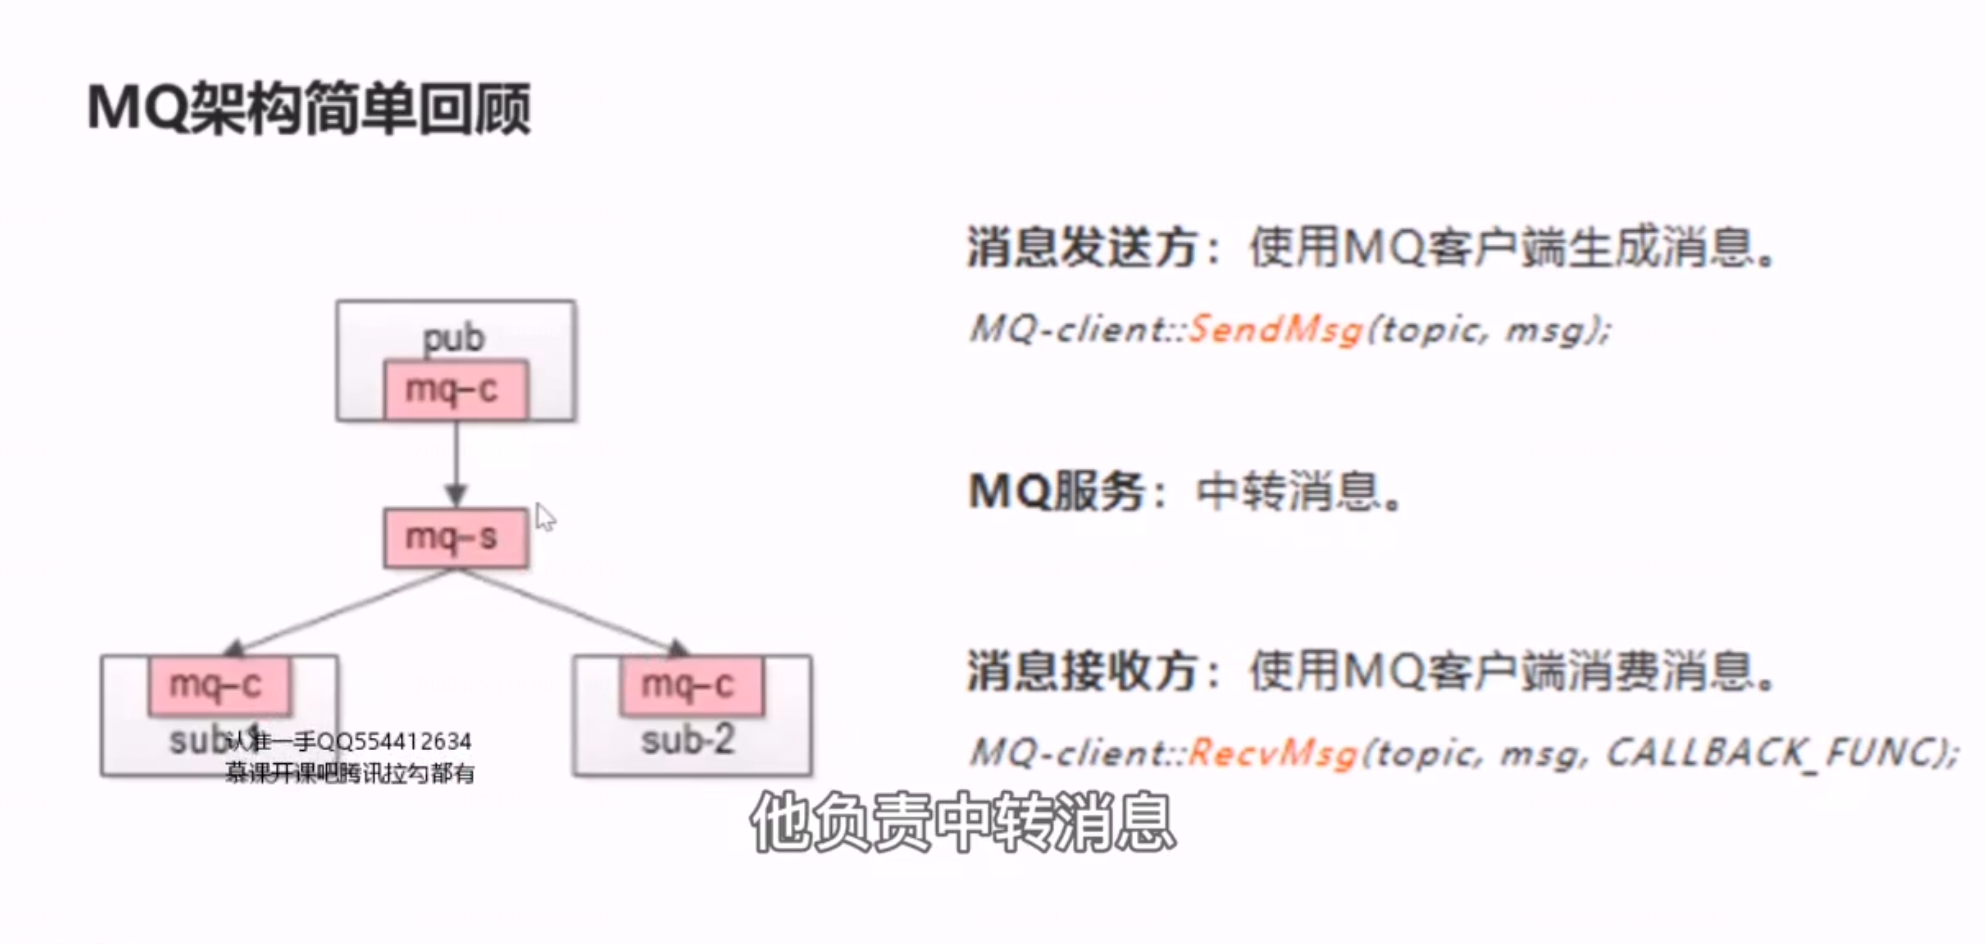 MQ架构简单回顾
pub
mq-c
mq-s
mq-c
sub-1
mq-c
sub-2
消息发送方：使用MQ客户端生成消息。
MQ-client::SendMsg(topic, msg);
MQ服务：中转消息。
消息接收方：使用MQ客户端消费消息。
MQ-client::RecvMsg(topic, msg, CALLBACK_FUNC);
认准一手QQ554412634
慕课开课吧腾讯拉勾都有
他负责中转消息